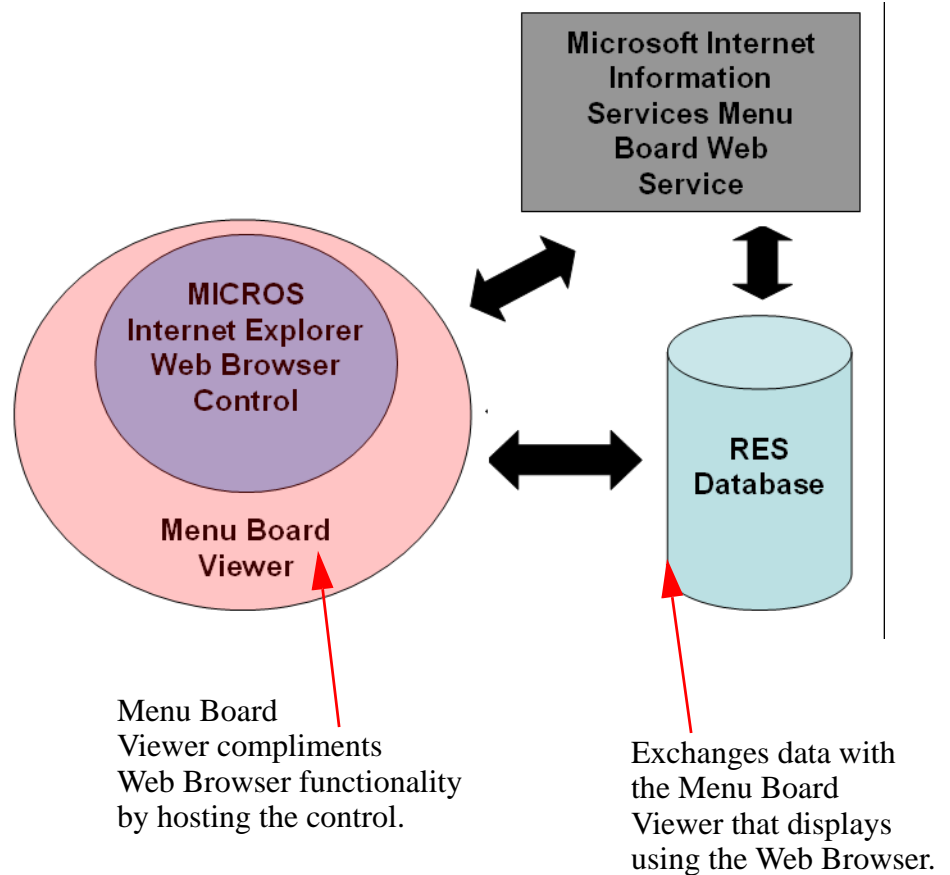 Microsoft Internet
Information
Services Menu
Board Web
Service
MICROS
Internet Explorer
Web Browser
Control
Menu Board
Viewer
RES
Database
Menu Board
Viewer compliments
Web Browser functionality
by hosting the control.
Exchanges data with
the Menu Board
Viewer that displays
using the Web Browser.